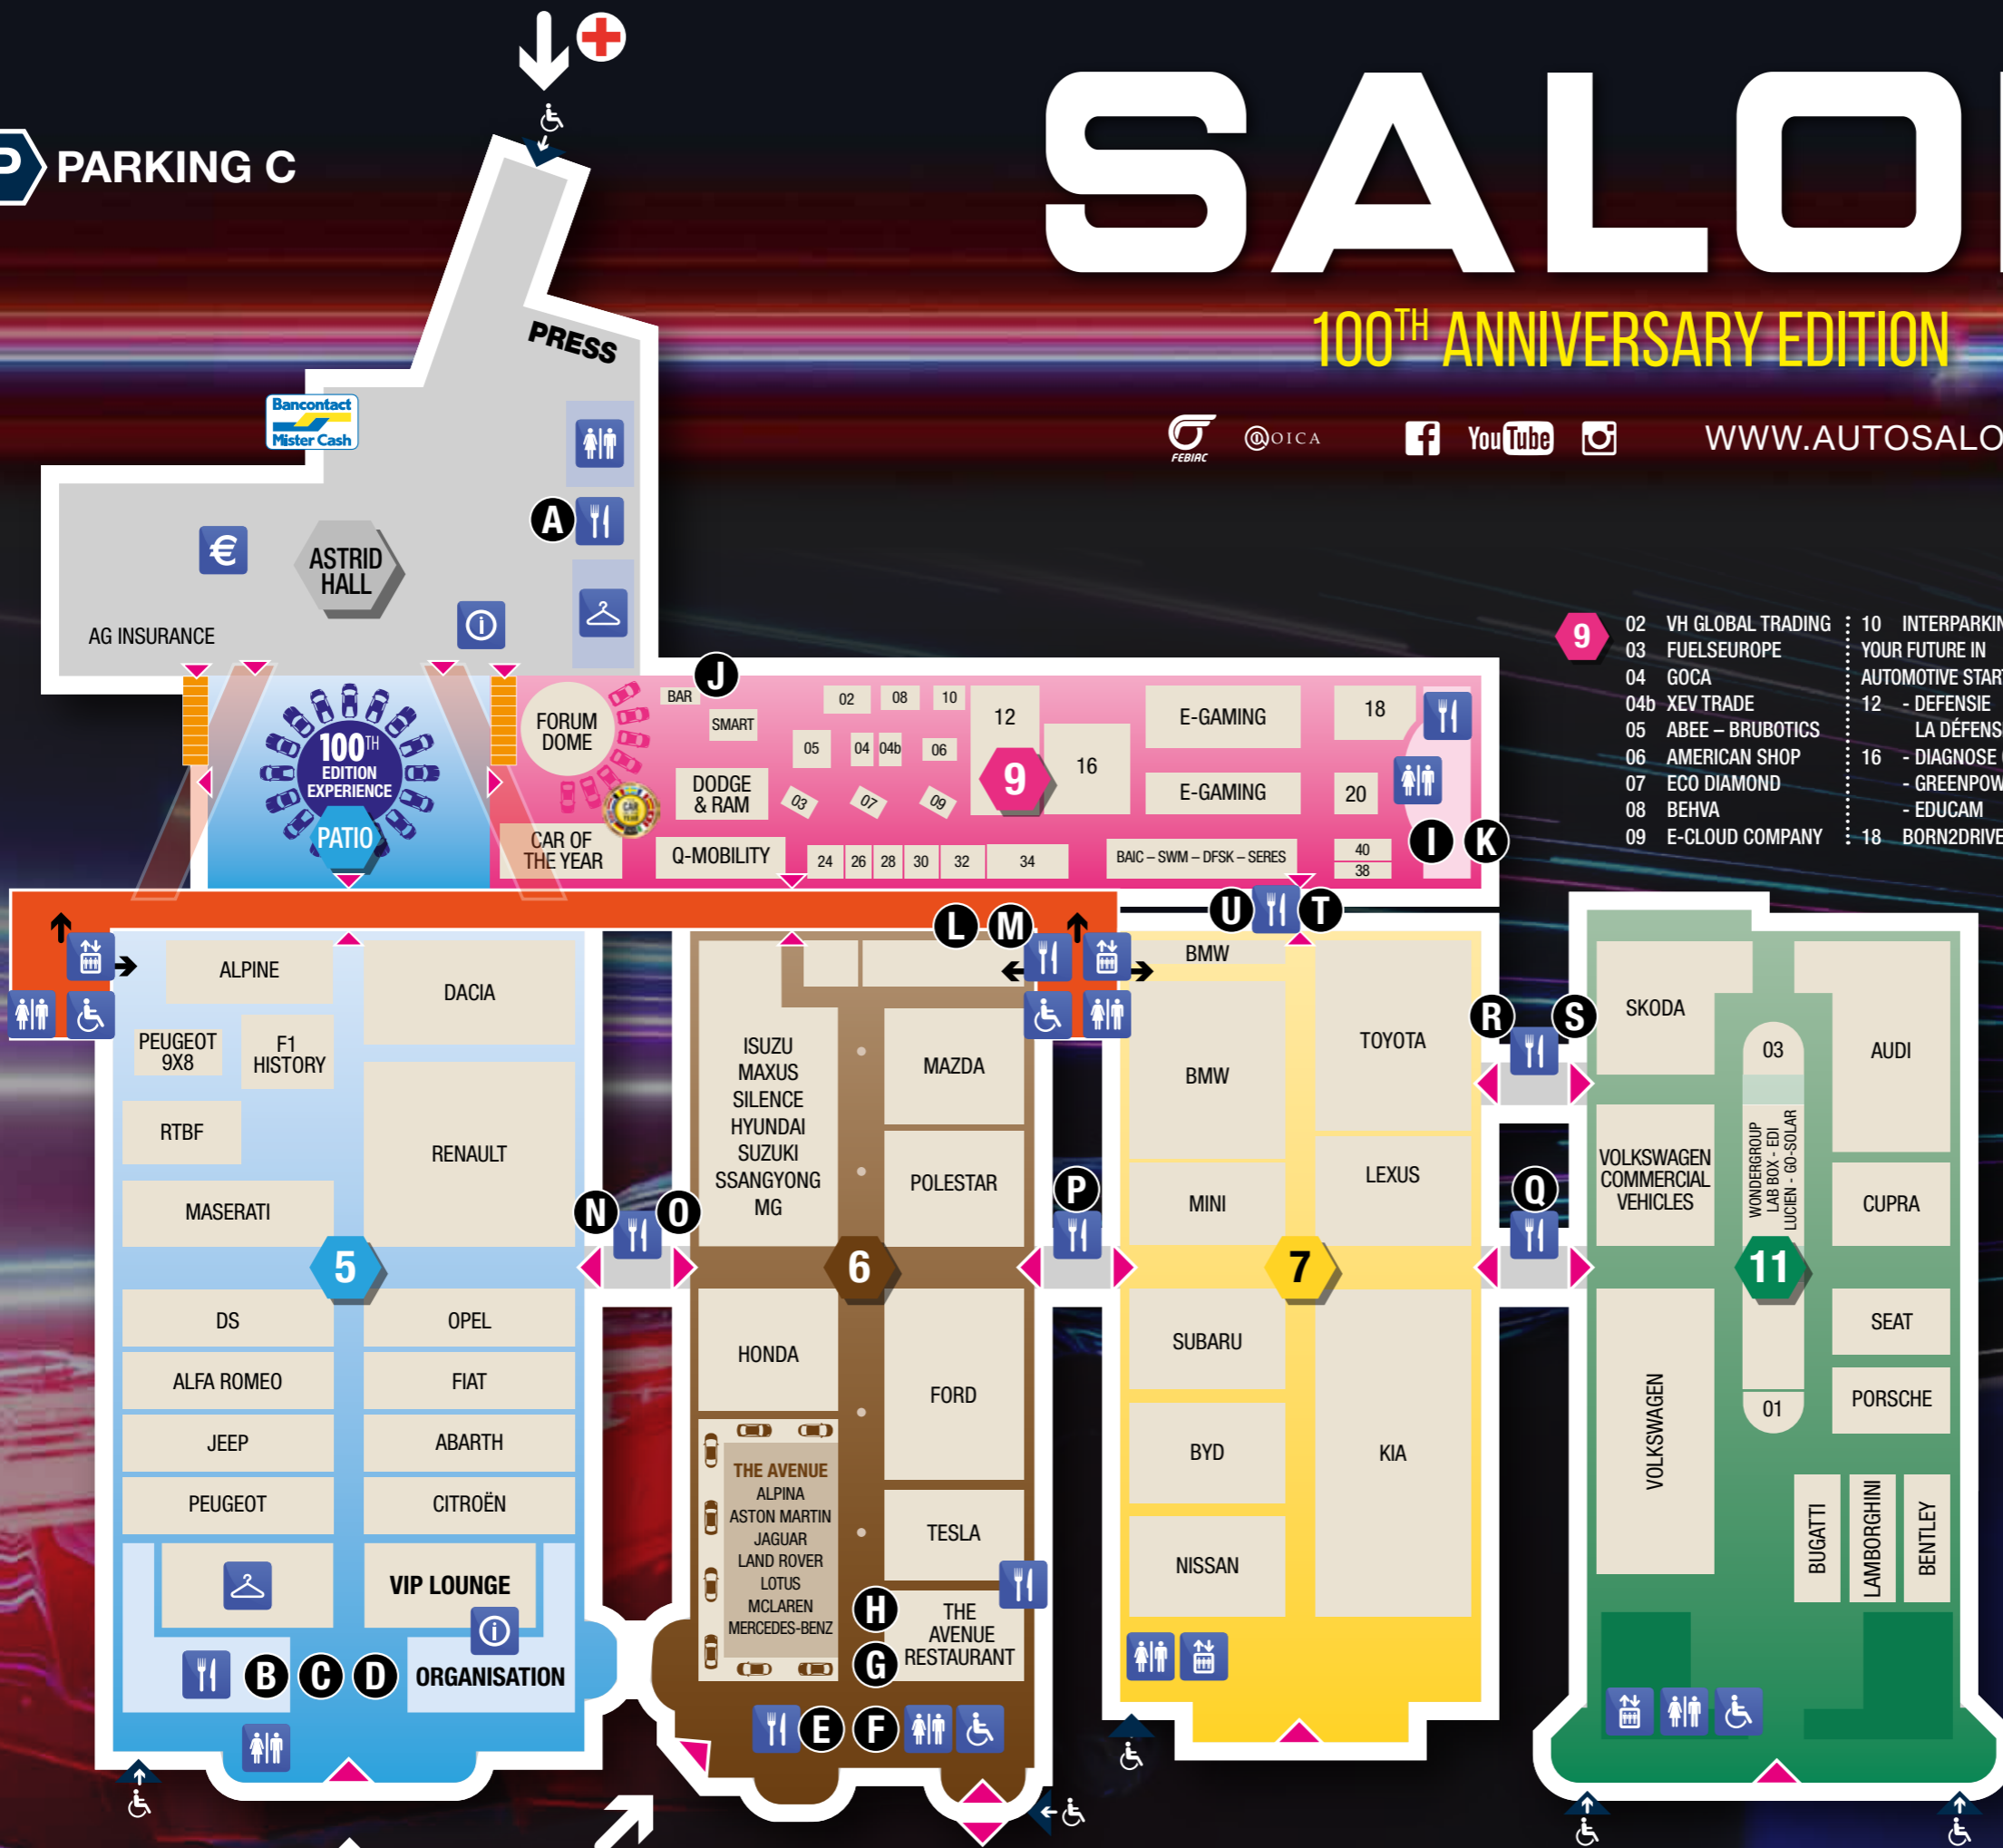 P PARKING C
SALO
100TH ANNIVERSARY EDITION
FEBIAC
OICA
f
YouTube
WWW.AUTOSALO
PRESS
Bancontact
Mister Cash
A
€
ASTRID
HALL
i
AG INSURANCE
9
02 VH GLOBAL TRADING
03 FUELSEUROPE
04 GOCA
04b XEV TRADE
05 ABEE – BRUBOTICS
06 AMERICAN SHOP
07 ECO DIAMOND
08 BEHVA
09 E-CLOUD COMPANY
10 INTERPARKIN
YOUR FUTURE IN
AUTOMOTIVE START
12 - DEFENSIE
LA DÉFENS
16 - DIAGNOSE
- GREENPOW
- EDUCAM
18 BORN2DRIVE
100TH
EDITION
EXPERIENCE
PATIO
FORUM
DOME
CAR OF THE YEAR
CAR OF
THE YEAR
BAR
J
SMART
DODGE
& RAM
Q-MOBILITY
02
08
10
05
04
04b
06
03
07
09
12
9
16
E-GAMING
E-GAMING
18
20
24
26
28
30
32
34
BAIC – SWM – DFSK – SERES
40
38
I
K
L
M
U
T
ALPINE
DACIA
PEUGEOT
9X8
F1
HISTORY
RTBF
RENAULT
MASERATI
5
DS
OPEL
ALFA ROMEO
FIAT
JEEP
ABARTH
PEUGEOT
CITROËN
VIP LOUNGE
i
B
C
D
ORGANISATION
N
O
ISUZU
MAXUS
SILENCE
HYUNDAI
SUZUKI
SSANGYONG
MG
MAZDA
POLESTAR
6
HONDA
FORD
THE AVENUE
ALPINA
ASTON MARTIN
JAGUAR
LAND ROVER
LOTUS
MCLAREN
MERCEDES-BENZ
TESLA
H
G
THE
AVENUE
RESTAURANT
E
F
P
BMW
BMW
TOYOTA
MINI
LEXUS
7
SUBARU
BYD
KIA
NISSAN
R
S
Q
SKODA
03
AUDI
VOLKSWAGEN
COMMERCIAL
VEHICLES
WONDERGROUP
LAB BOX - EDI
LUCIEN - GO-SOLAR
CUPRA
11
SEAT
VOLKSWAGEN
01
PORSCHE
BUGATTI
LAMBORGHINI
BENTLEY